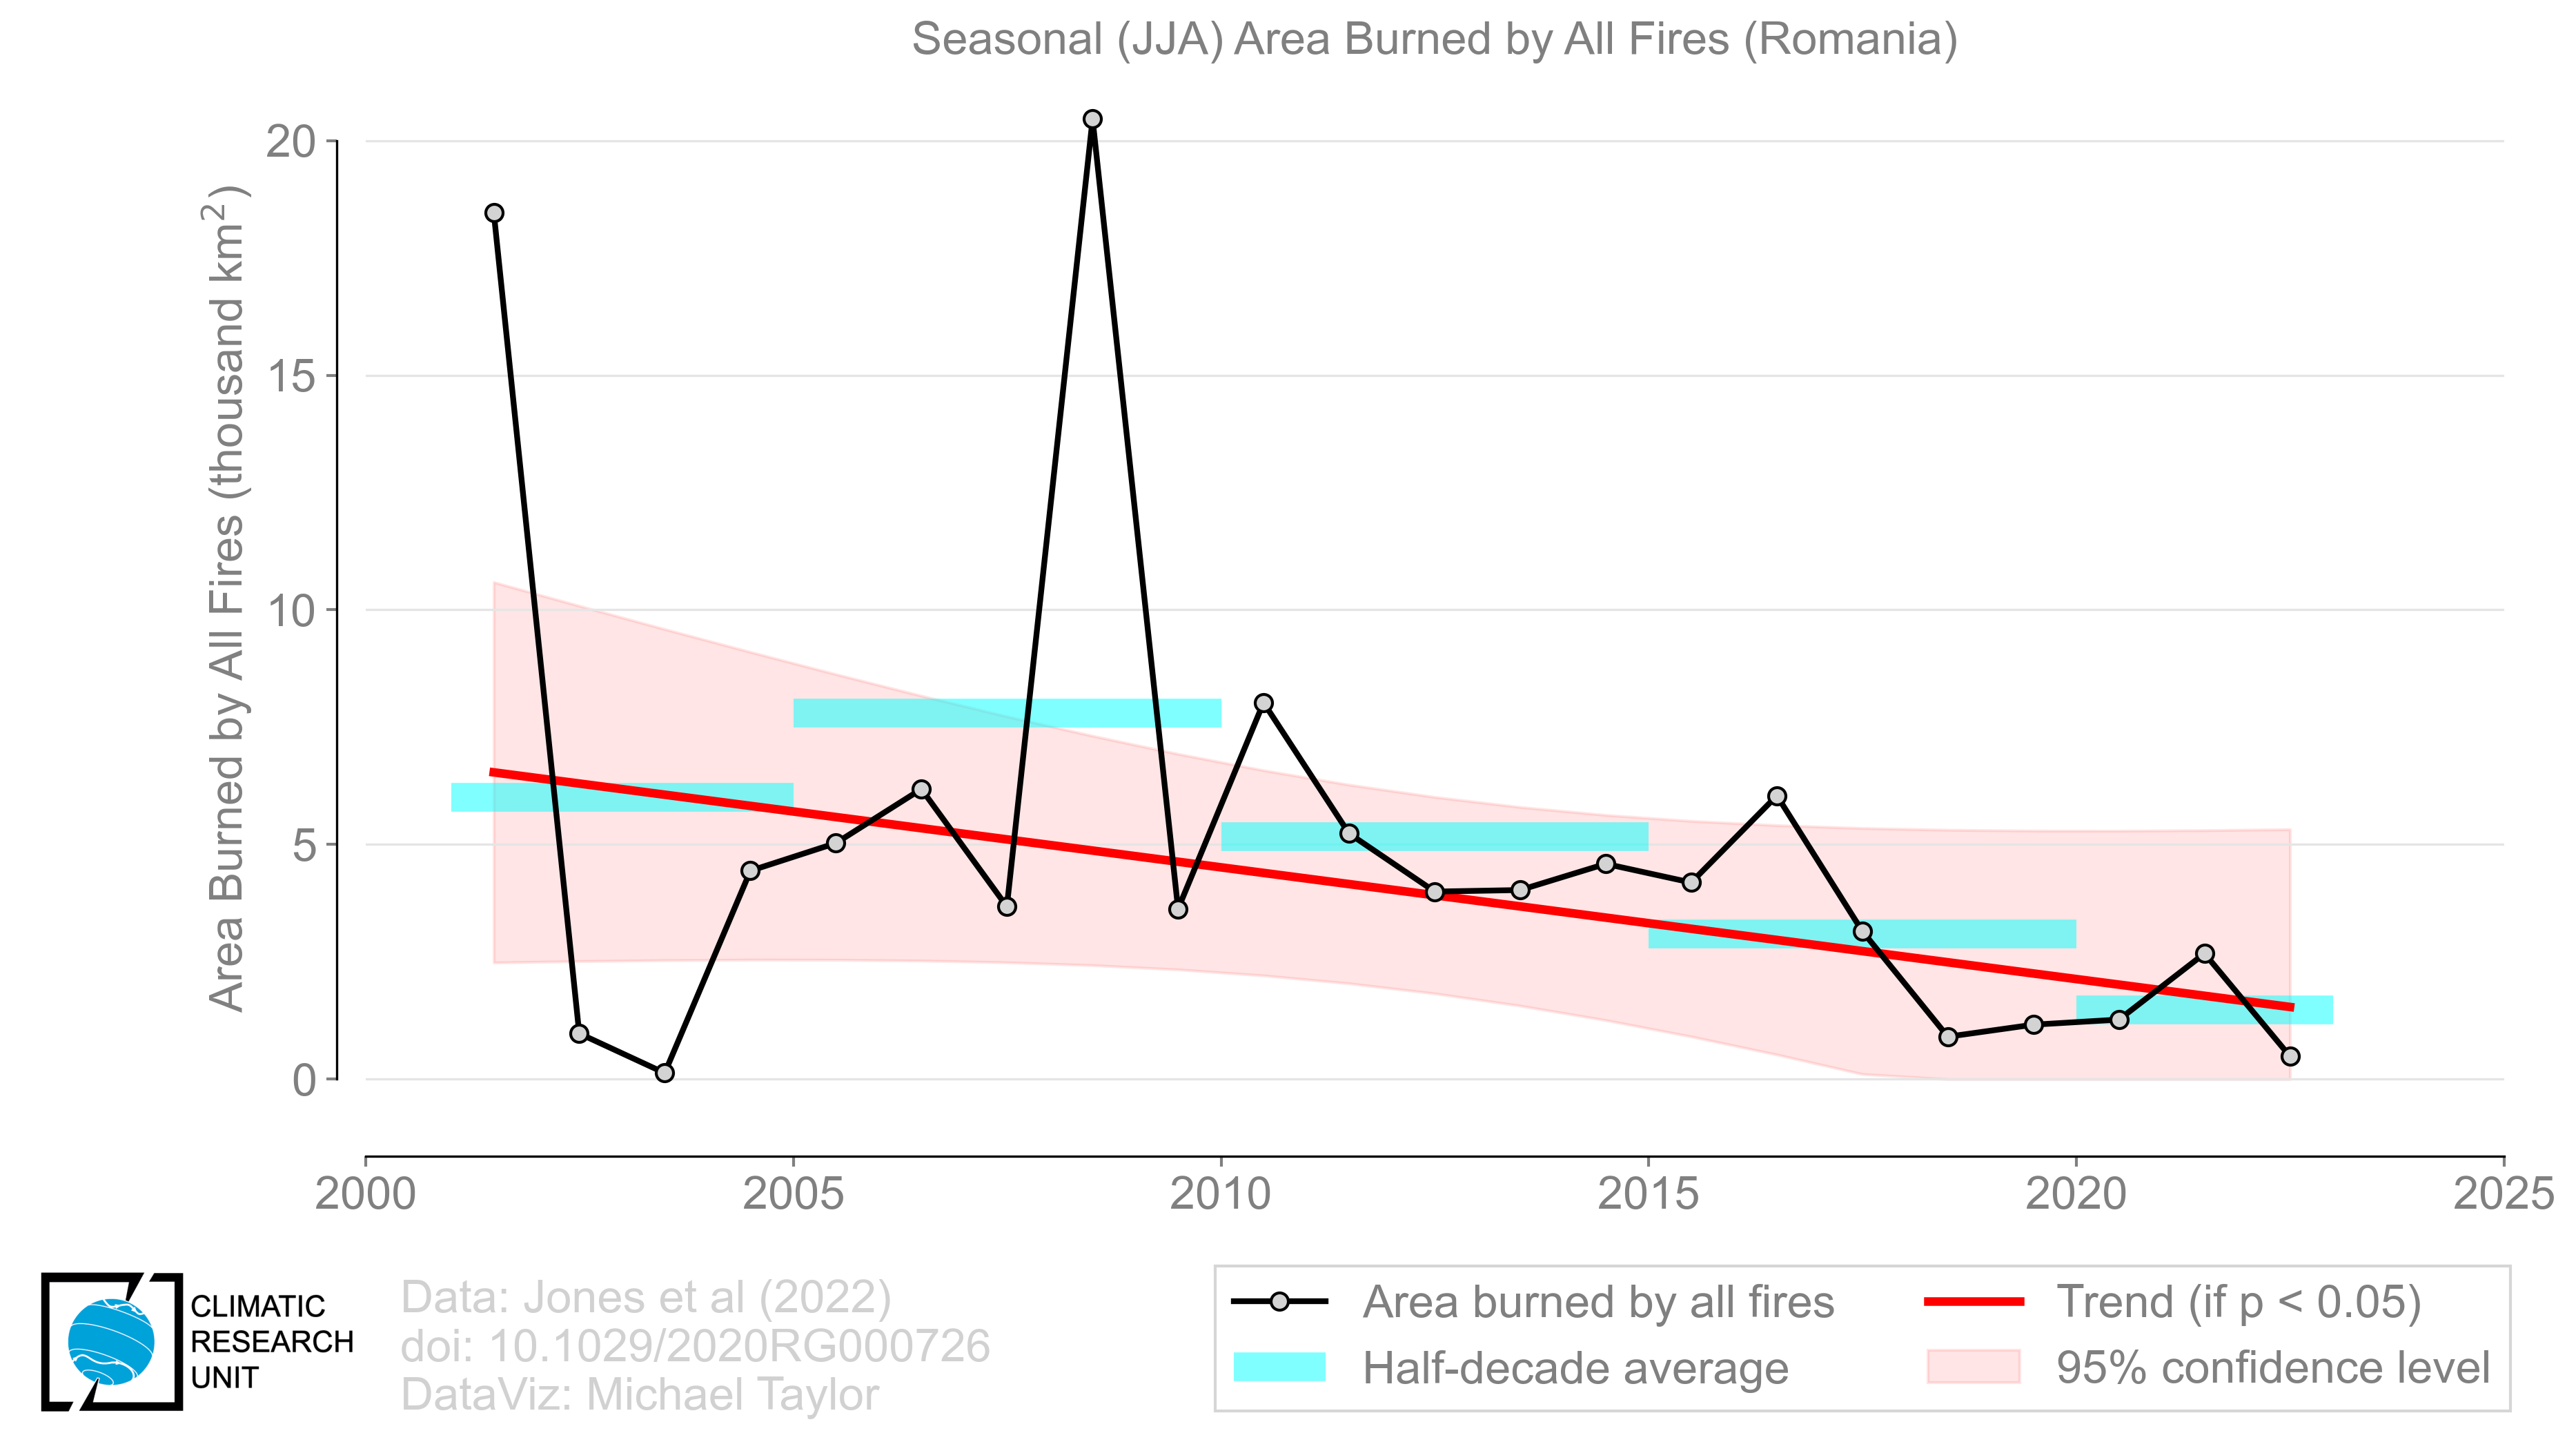 Seasonal (JJA) Area Burned by All Fires (Romania)
Area Burned by All Fires (thousand km²)
20
15
10
5
0
2000 2005 2010 2015 2020 2025
CLIMATIC
RESEARCH
UNIT
Data: Jones et al (2022)
doi: 10.1029/2020RG000726
DataViz: Michael Taylor
Area burned by all fires
Half-decade average
Trend (if p < 0.05)
95% confidence level